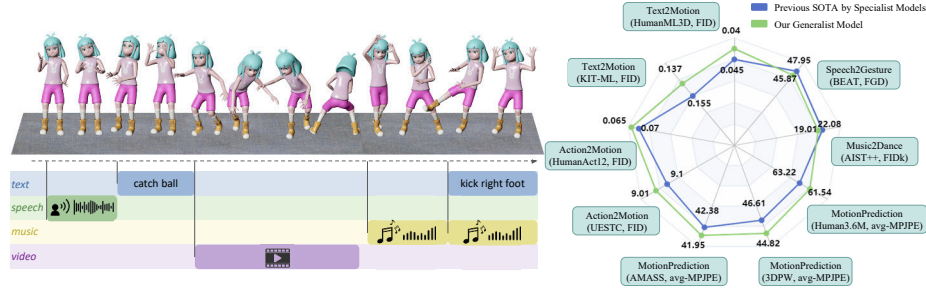 text
catch ball
kick right foot
speech
music
video
Previous SOTA by Specialist Models
Our Generalist Model
Text2Motion
(HumanML3D, FID)
0.04
0.045
Speech2Gesture
(BEAT, FGD)
47.95
45.87
Music2Dance
(AIST++, FIDk)
19.01
22.08
MotionPrediction
(Human3.6M, avg-MPJPE)
63.22
61.54
MotionPrediction
(3DPW, avg-MPJPE)
46.61
44.82
MotionPrediction
(AMASS, avg-MPJPE)
42.38
41.95
Action2Motion
(UESTC, FID)
9.1
9.01
Action2Motion
(HumanAct12, FID)
0.065
0.07
Text2Motion
(KIT-ML, FID)
0.137
0.155